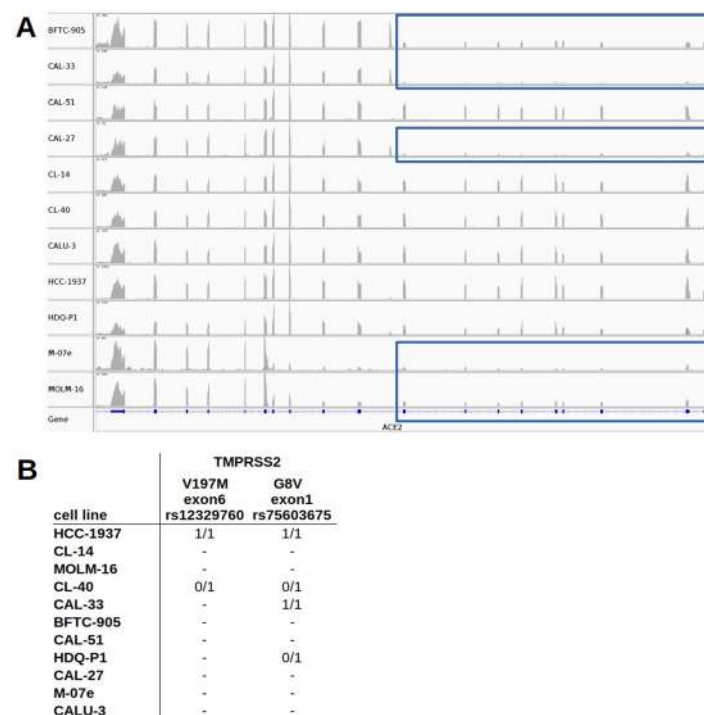 A
BFTC-905
CAL-33
CAL-51
CAL-27
CL-14
CL-40
CALU-3
HCC-1937
HDQ-P1
M-07e
MOLM-16
Gene
ACE2
B
TMPRSS2
V197M G8V
exon6 exon1
cell line rs12329760 rs75603675
HCC-1937 1/1 1/1
CL-14 - -
MOLM-16 - -
CL-40 0/1 0/1
CAL-33 - 1/1
BFTC-905 - -
CAL-51 - -
HDQ-P1 - 0/1
CAL-27 - -
M-07e - -
CALU-3 - -